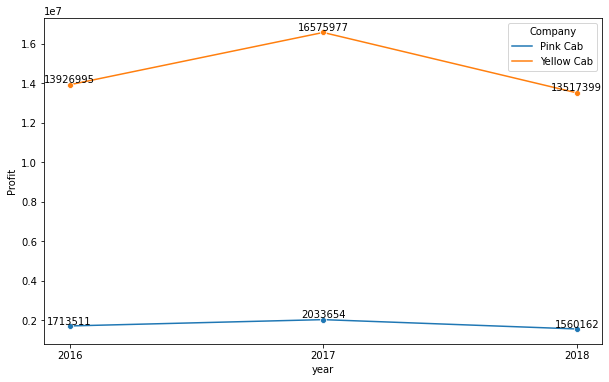 1e7
16575977
Company
Pink Cab
Yellow Cab
1.6
13926995
13517399
1.4
1.2
1.0
Profit
0.8
0.6
0.4
1713511
2033654
1560162
0.2
2016
2017
2018
year